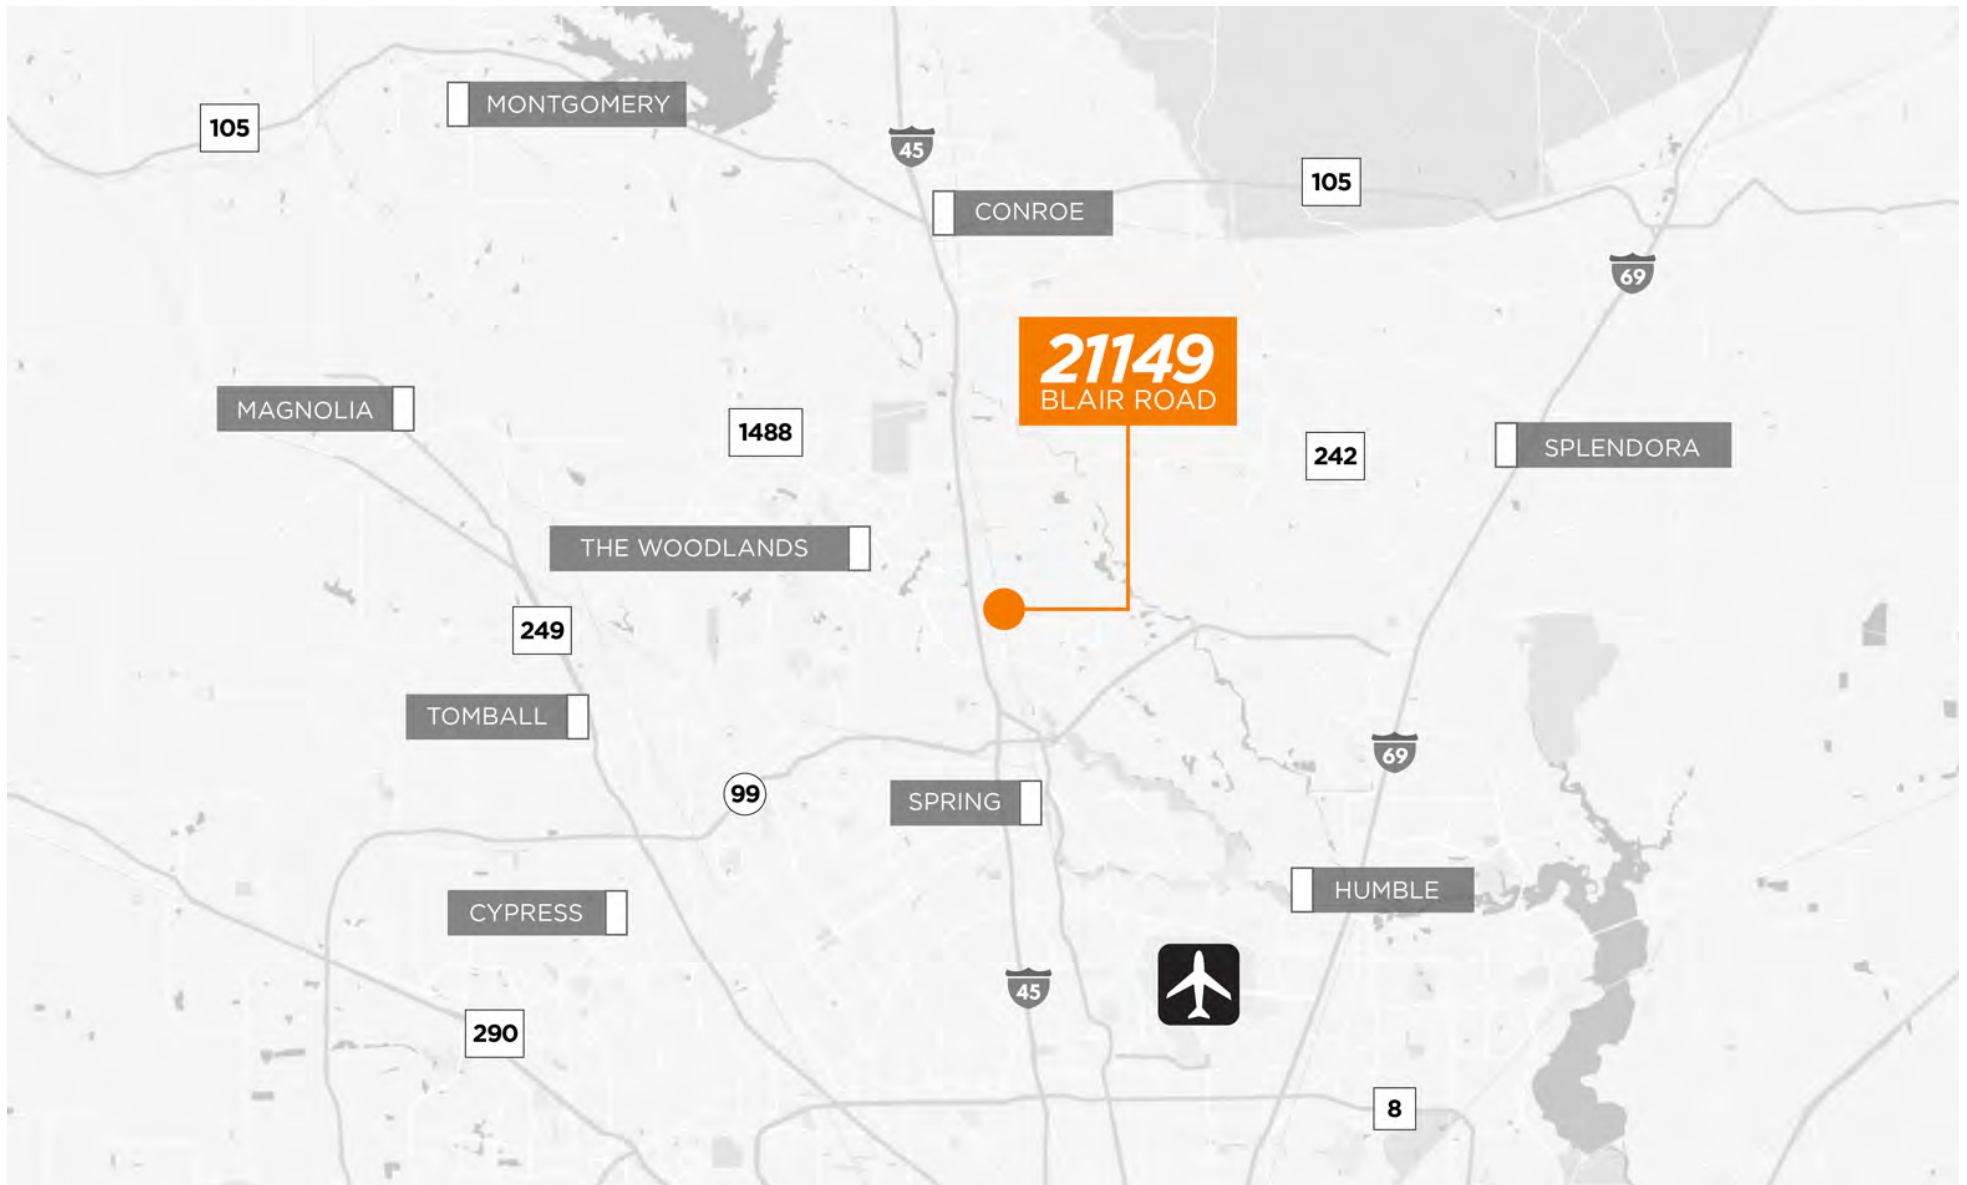 MONTGOMERY
105
45
105
CONROE
69
21149
BLAIR ROAD
MAGNOLIA
1488
242
SPLENDORA
THE WOODLANDS
249
TOMBALL
69
99
SPRING
HUMBLE
CYPRESS
45
290
8